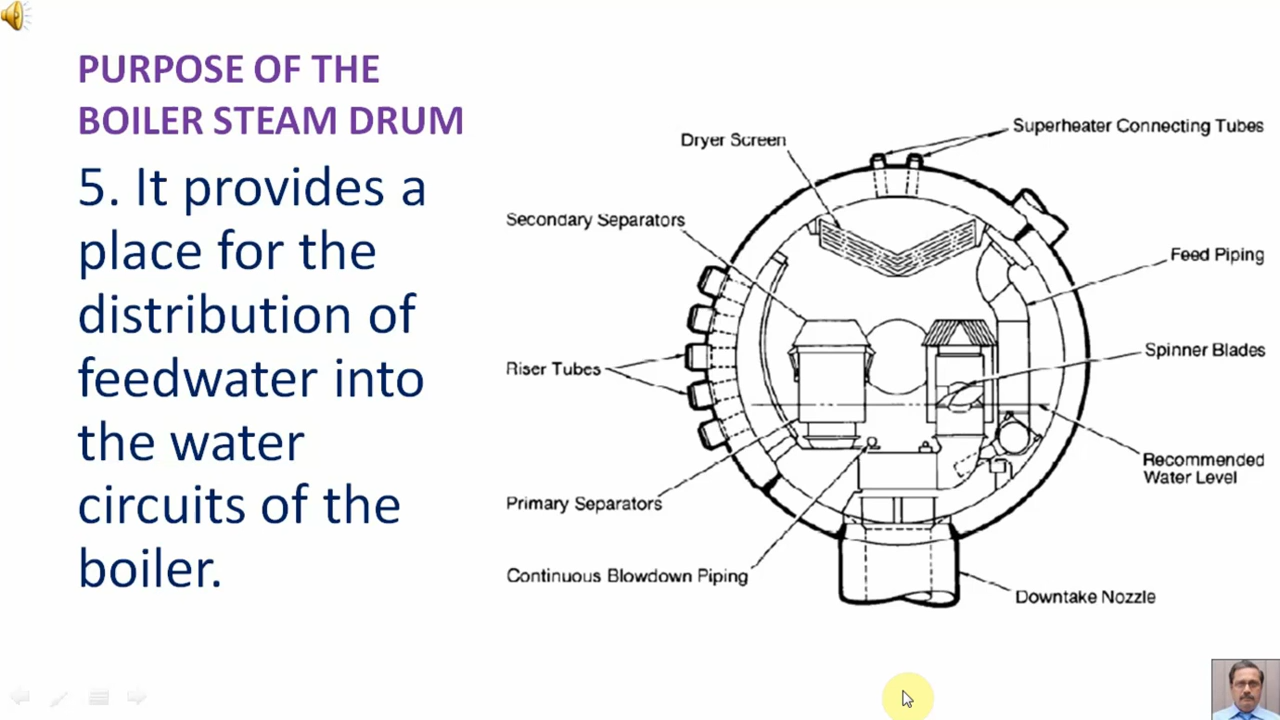 PURPOSE OF THE
BOILER STEAM DRUM
5. It provides a
place for the
distribution of
feedwater into
the water
circuits of the
boiler.
Superheater Connecting Tubes
Dryer Screen
Secondary Separators
Feed Piping
Spinner Blades
Riser Tubes
Recommended
Water Level
Primary Separators
Continuous Blowdown Piping
Downtake Nozzle